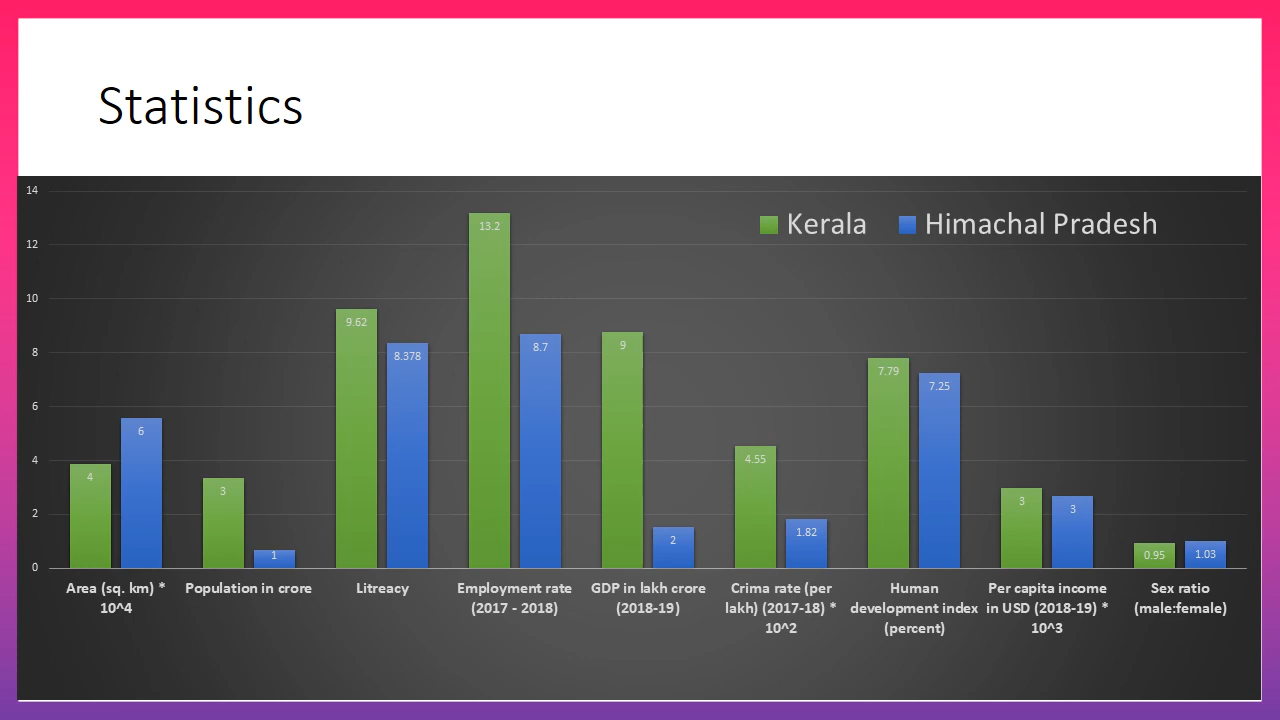 Statistics
14
Kerala Himachal Pradesh
13.2
12
10
9.62
8.378
8.7
9
8
7.79
7.25
6
6
4.55
4
4
3
3
3
2
2
1.82
1
0.95
1.03
0
Area (sq. km) *
10^4
Population in crore
Litreacy
Employment rate
(2017 - 2018)
GDP in lakh crore
(2018-19)
Crima rate (per
lakh) (2017-18) *
10^2
Human
development index
(percent)
Per capita income
in USD (2018-19) *
10^3
Sex ratio
(male:female)